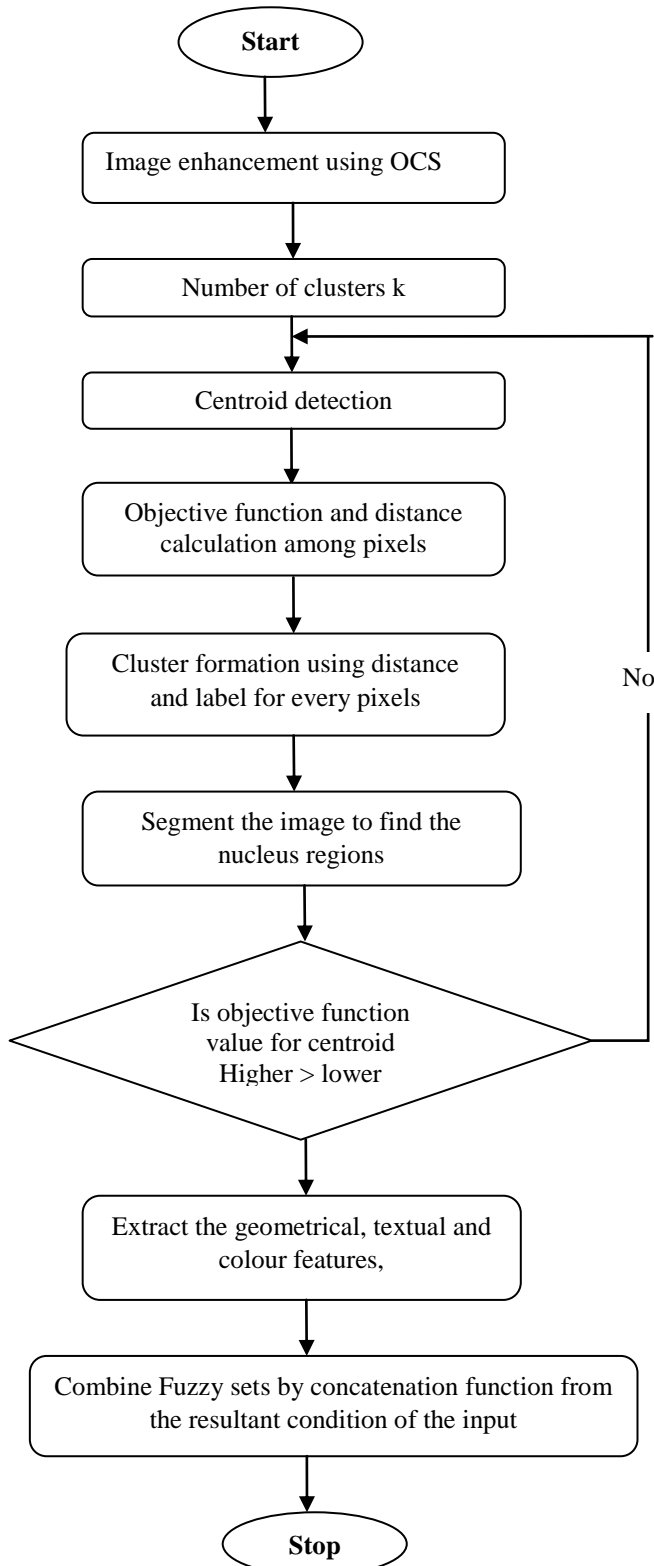 Start
Image enhancement using OCS
Number of clusters k
Centroid detection
Objective function and distance
calculation among pixels
Cluster formation using distance
and label for every pixels
No
Segment the image to find the
nucleus regions
Is objective function
value for centroid
Higher > lower
Extract the geometrical, textual and
colour features,
Combine Fuzzy sets by concatenation function from
the resultant condition of the input
Stop